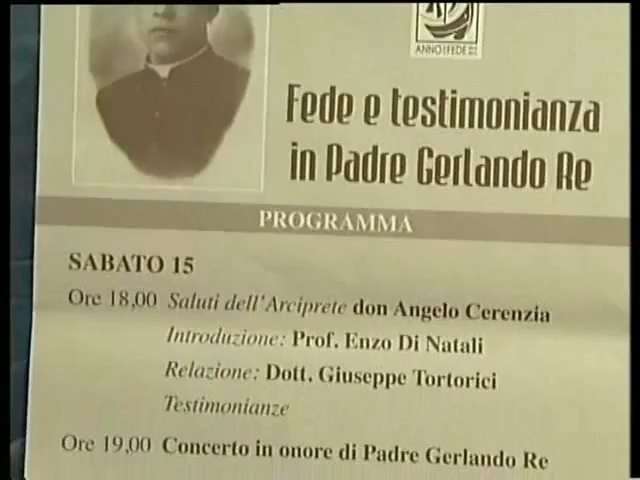 ANNO FEDE
Fede e testimonianza
in Padre Gerlando Re
PROGRAMMA
SABATO 15
Ore 18,00 Saluti dell'Arciprete don Angelo Cerenzia
Introduzione: Prof. Enzo Di Natali
Relazione: Dott. Giuseppe Tortorici
Testimonianze
Ore 19,00 Concerto in onore di Padre Gerlando Re